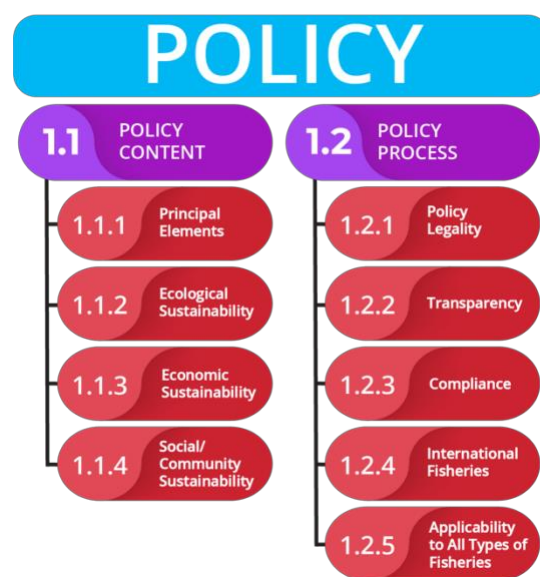 POLICY
1.1 POLICY
CONTENT
1.1.1 Principal
Elements
1.1.2 Ecological
Sustainability
1.1.3 Economic
Sustainability
1.1.4 Social/
Community
Sustainability
1.2 POLICY
PROCESS
1.2.1 Policy
Legality
1.2.2 Transparency
1.2.3 Compliance
1.2.4 International
Fisheries
1.2.5 Applicability
to All Types of
Fisheries